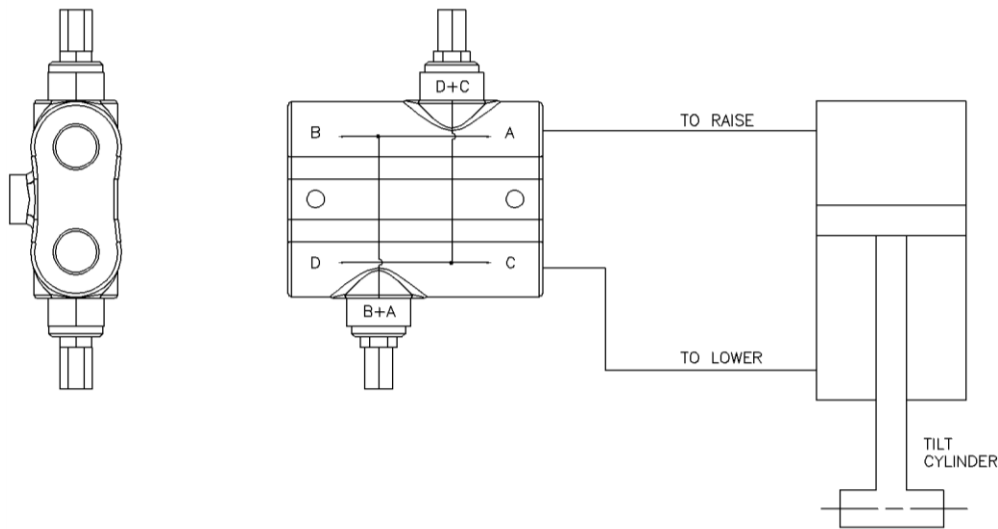 D+C
B
A
TO RAISE
D
C
B+A
TO LOWER
TILT
CYLINDER